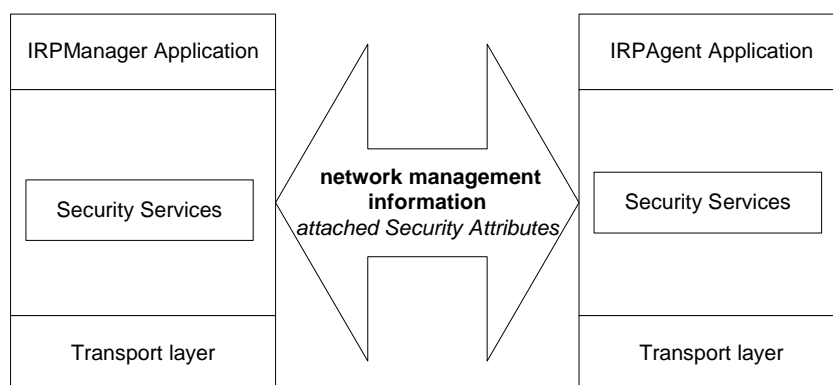 IRPManager Application
Security Services
Transport layer
network management
information
attached Security Attributes
IRPAgent Application
Security Services
Transport layer